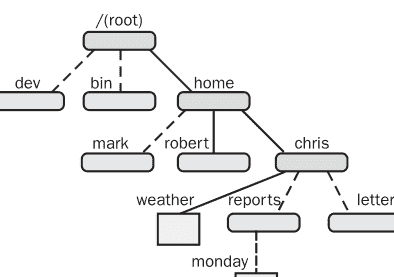 /(root)
dev bin home
mark robert chris
weather reports letter
monday